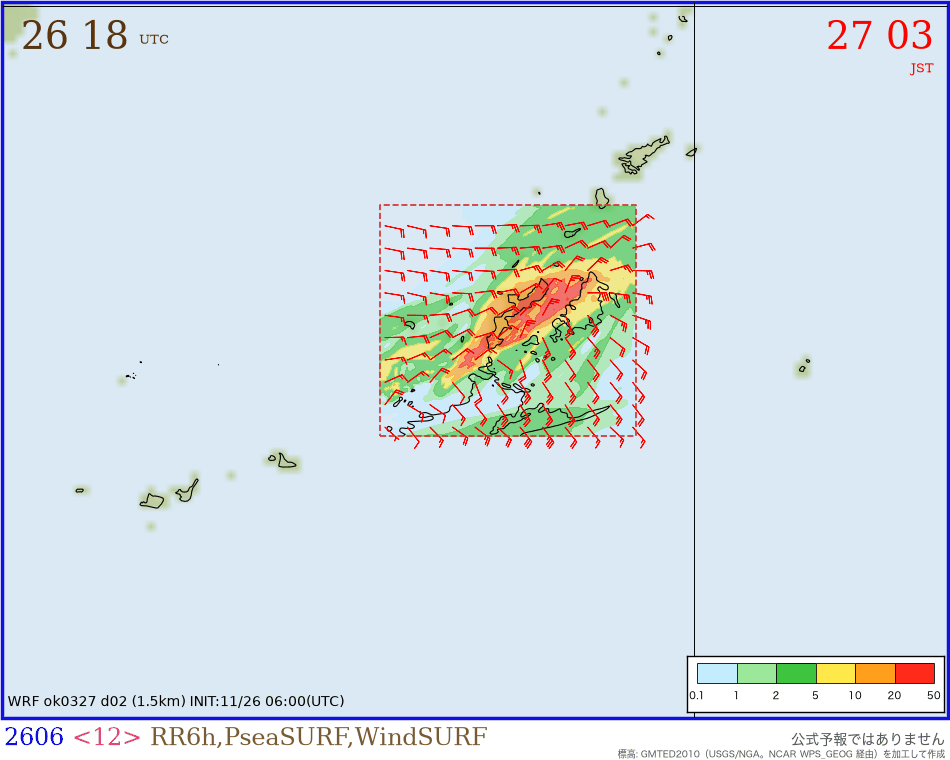 26 18 UTC
27 03
JST
WRF ok0327 d02 (1.5km) INIT:11/26 06:00(UTC)
0.1 1 2 5 10 20 50
2606 <12> RR6h,PseaSURF,WindSURF
公式予報ではありません
標高: GMTED2010（USGS/NGA。NCAR WPS_GEOG 経由）を加工して作成